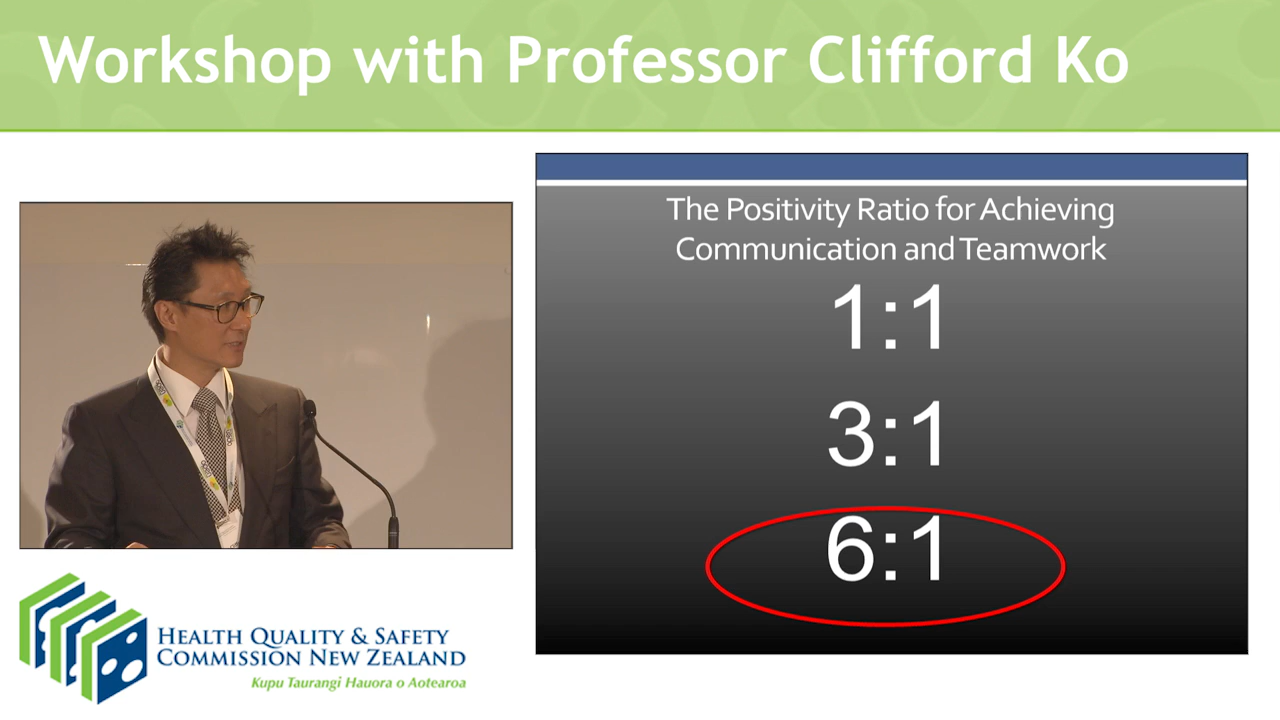 Workshop with Professor Clifford Ko
The Positivity Ratio for Achieving
Communication and Teamwork
1:1
3:1
6:1
HEALTH QUALITY & SAFETY
COMMISSION NEW ZEALAND
Kupu Taurangi Hauora o Aotearoa